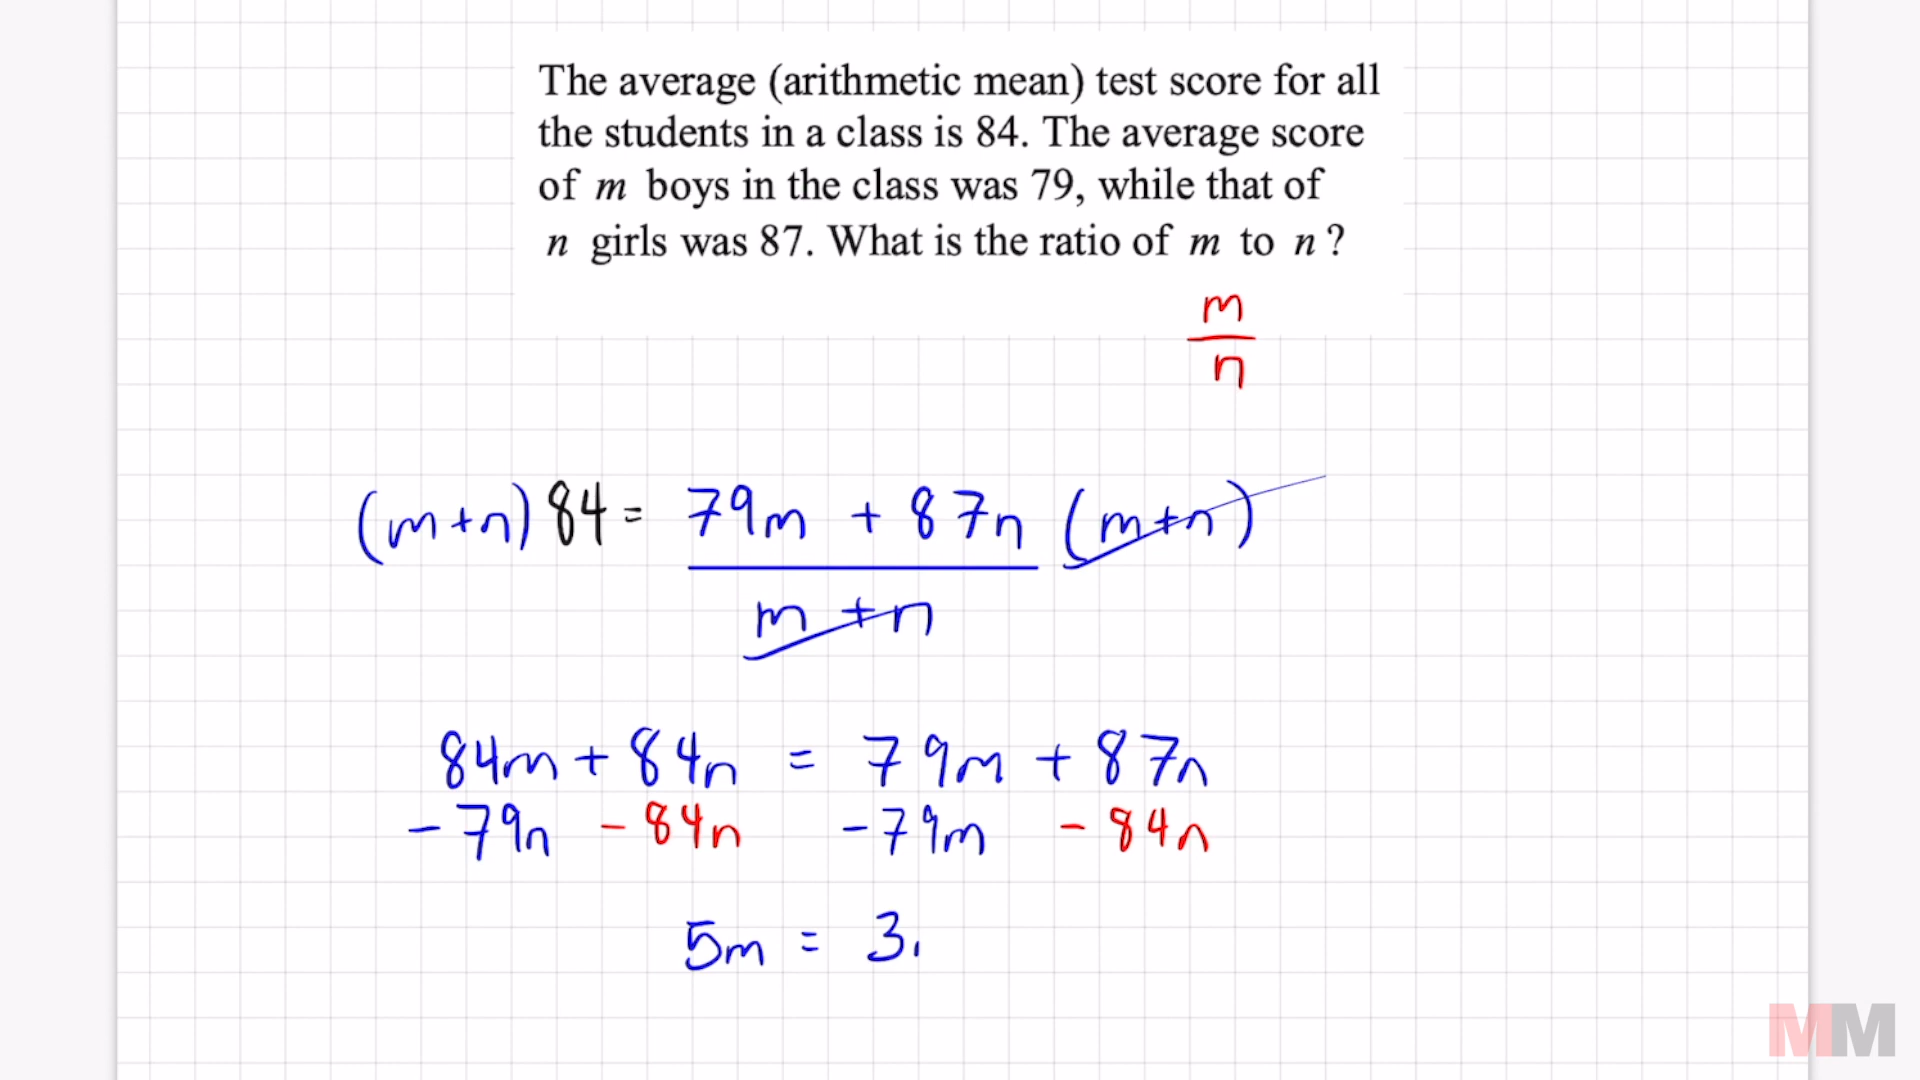 The average (arithmetic mean) test score for all
the students in a class is 84. The average score
of m boys in the class was 79, while that of
n girls was 87. What is the ratio of m to n?
m
n
(m+n) 84 = 79m + 87n (m+n)
m + n
84m + 84n = 79m + 87n
- 79n - 84n - 79m - 84n
5m = 3
MM